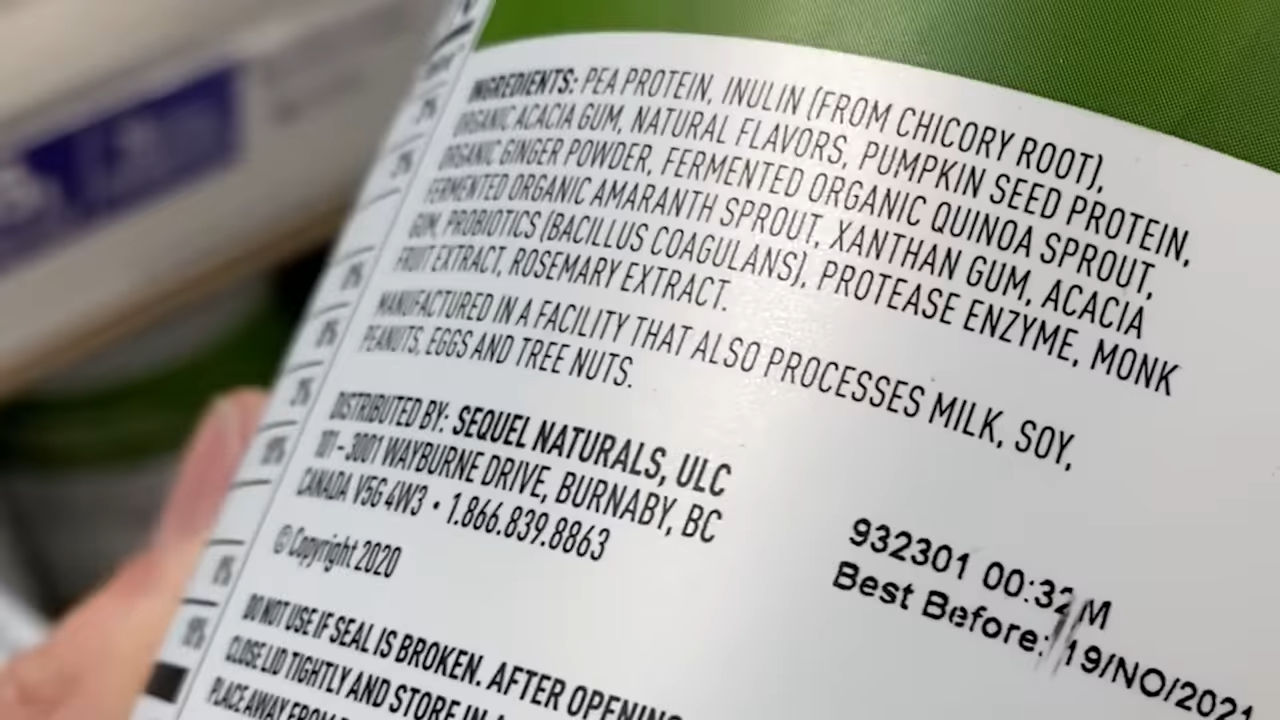 INGREDIENTS: PEA PROTEIN, INULIN (FROM CHICORY ROOT),
ORGANIC ACACIA GUM, NATURAL FLAVORS, PUMPKIN SEED PROTEIN,
ORGANIC GINGER POWDER, FERMENTED ORGANIC QUINOA SPROUT,
FERMENTED ORGANIC AMARANTH SPROUT, XANTHAN GUM, ACACIA
GUM, PROBIOTICS (BACILLUS COAGULANS), PROTEASE ENZYME, MONK
FRUIT EXTRACT, ROSEMARY EXTRACT.
MANUFACTURED IN A FACILITY THAT ALSO PROCESSES MILK, SOY,
PEANUTS, EGGS AND TREE NUTS.
DISTRIBUTED BY: SEQUEL NATURALS, ULC
101 – 3001 WAYBURNE DRIVE, BURNABY, BC
CANADA V5G 4W3 • 1.866.839.8863
© Copyright 2020
932301 00:32 M
Best Before: 19/NO/2021
DO NOT USE IF SEAL IS BROKEN. AFTER OPENING
CLOSE LID TIGHTLY AND STORE IN A
PLACE AWAY FROM